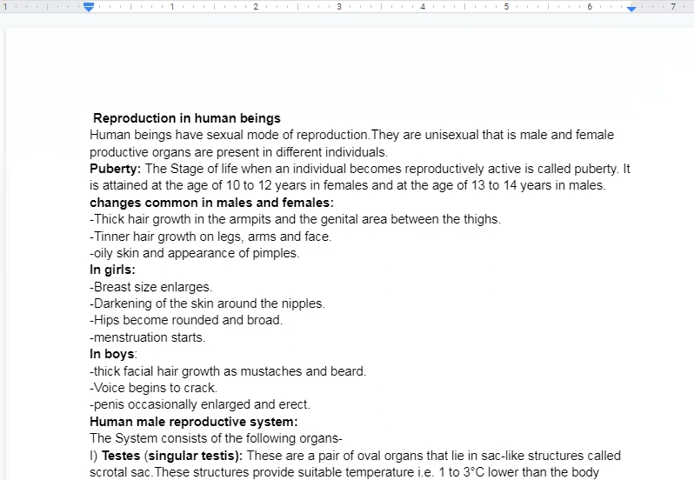 1 1 2 3 4 5 6 7
Reproduction in human beings
Human beings have sexual mode of reproduction.They are unisexual that is male and female
productive organs are present in different individuals.
Puberty: The Stage of life when an individual becomes reproductively active is called puberty. It
is attained at the age of 10 to 12 years in females and at the age of 13 to 14 years in males.
changes common in males and females:
-Thick hair growth in the armpits and the genital area between the thighs.
-Tinner hair growth on legs, arms and face.
-oily skin and appearance of pimples.
In girls:
-Breast size enlarges.
-Darkening of the skin around the nipples.
-Hips become rounded and broad.
-menstruation starts.
In boys:
-thick facial hair growth as mustaches and beard.
-Voice begins to crack.
-penis occasionally enlarged and erect.
Human male reproductive system:
The System consists of the following organs-
I) Testes (singular testis): These are a pair of oval organs that lie in sac-like structures called
scrotal sac.These structures provide suitable temperature i.e. 1 to 3°C lower than the body